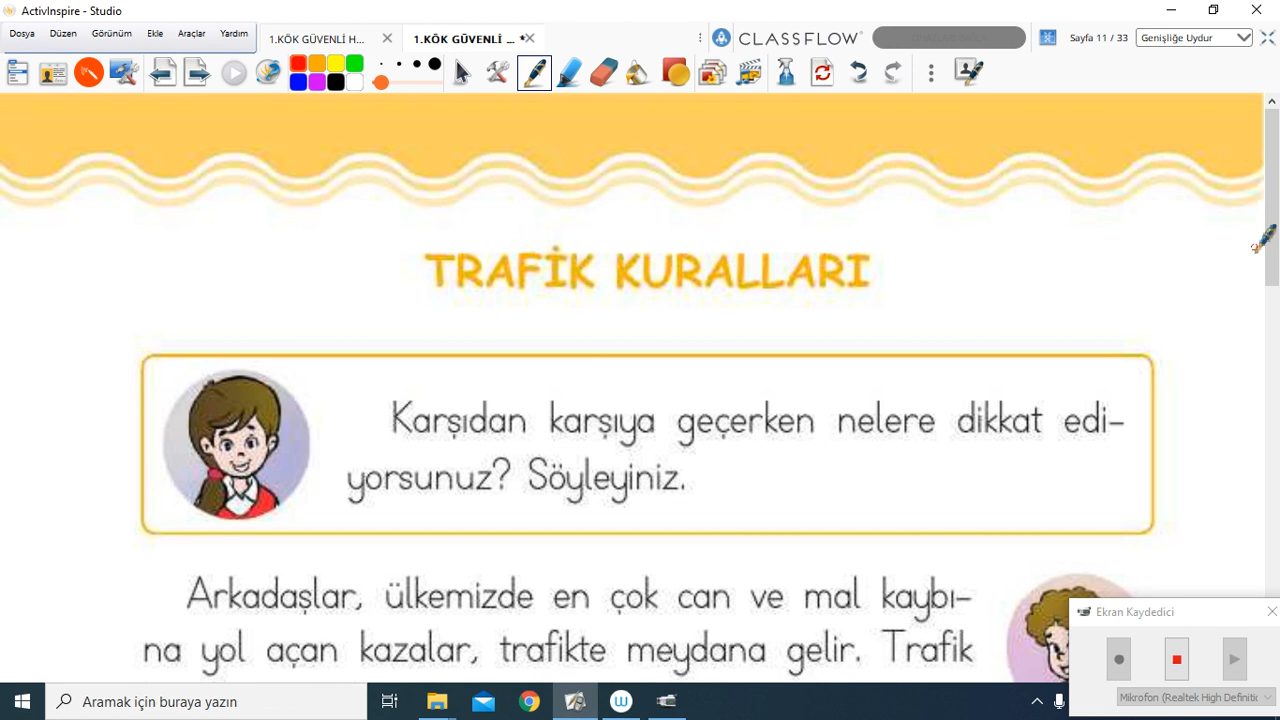 ActivInspire - Studio
Dosya Düzen Görünüm Ekle Araçlar Yardım
1.KÖK GÜVENLİ H...
1.KÖK GÜVENLİ ... *
CLASSFLOW
Sayfa 11 / 33
Genişliğe Uydur
TRAFİK KURALLARI
Karşıdan karşıya geçerken nelere dikkat edi-
yorsunuz? Söyleyiniz.
Arkadaşlar, ülkemizde en çok can ve mal kaybı-
na yol açan kazalar, trafikte meydana gelir. Trafik
Ekran Kaydedici
Mikrofon (Realtek High Definitic
Aramak için buraya yazın